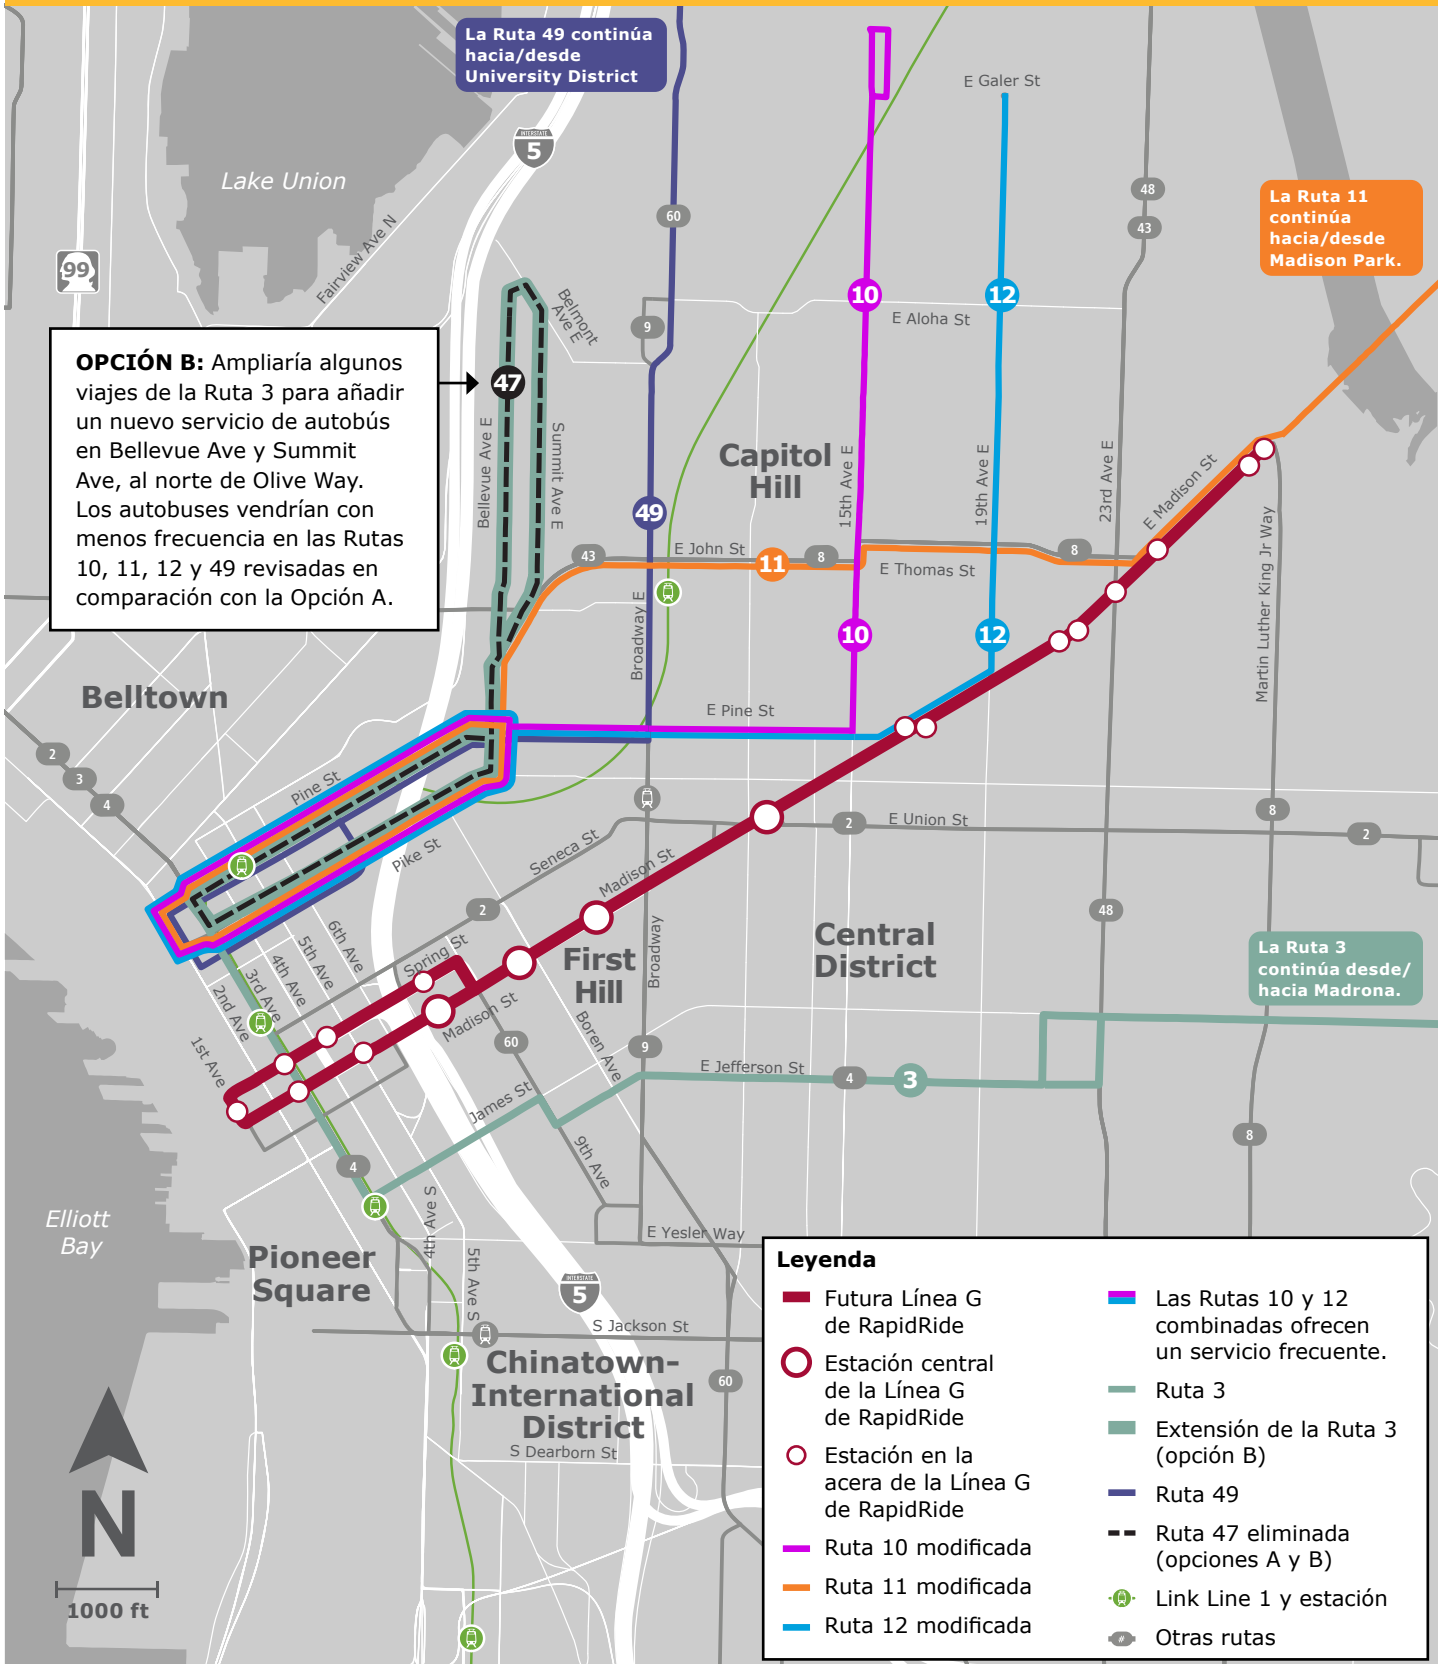 La Ruta 49 continúa
hacia/desde
University District
INTERSTATE
5
E Galer St
Lake Union
48
La Ruta 11
continúa
hacia/desde
Madison Park.
60
43
Fairview Ave N
99
10
12
Belmont
Ave E
E Aloha St
9
OPCIÓN B: Ampliaría algunos
viajes de la Ruta 3 para añadir
un nuevo servicio de autobús
en Bellevue Ave y Summit
Ave, al norte de Olive Way.
Los autobuses vendrían con
menos frecuencia en las Rutas
10, 11, 12 y 49 revisadas en
comparación con la Opción A.
47
Bellevue Ave E
Summit Ave E
Capitol
Hill
15th Ave E
19th Ave E
23rd Ave E
E Madison St
49
43
E John St
11
8
E Thomas St
8
Martin Luther King Jr Way
Broadway E
10
12
Belltown
E Pine St
2
3
4
Pine St
Pike St
Seneca St
Madison St
2
E Union St
8
2
2
48
6th Ave
5th Ave
4th Ave
3rd Ave
2nd Ave
1st Ave
Spring St
Madison St
First
Hill
Broadway
Central
District
La Ruta 3
continúa desde/
hacia Madrona.
60
Boren Ave
9
E Jefferson St
4
3
James St
9th Ave
8
4
Elliott
Bay
Pioneer
Square
4th Ave S
5th Ave S
E Yesler Way
INTERSTATE
5
S Jackson St
Chinatown-
International
District
60
S Dearborn St
N
1000 ft
Leyenda
Futura Línea G
de RapidRide
Estación central
de la Línea G
de RapidRide
Estación en la
acera de la Línea G
de RapidRide
Ruta 10 modificada
Ruta 11 modificada
Ruta 12 modificada
Las Rutas 10 y 12
combinadas ofrecen
un servicio frecuente.
Ruta 3
Extensión de la Ruta 3
(opción B)
Ruta 49
Ruta 47 eliminada
(opciones A y B)
Link Line 1 y estación
#
Otras rutas